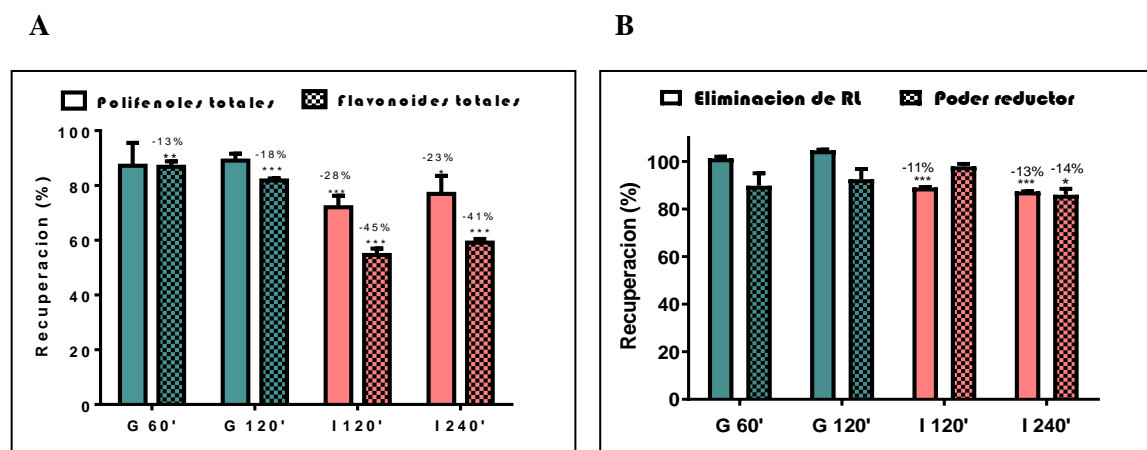 A
B
Polifenoles totales
Flavonoides totales
Eliminacion de RL
Poder reductor
Recuperacion (%)
100
80
60
40
20
0
-13%
**
-18%
***
-28%
***
-45%
***
-23%
*
-41%
***
G 60'
G 120'
I 120'
I 240'
Recuperacion (%)
100
80
60
40
20
0
-11%
***
-13%
***
-14%
*
G 60'
G 120'
I 120'
I 240'